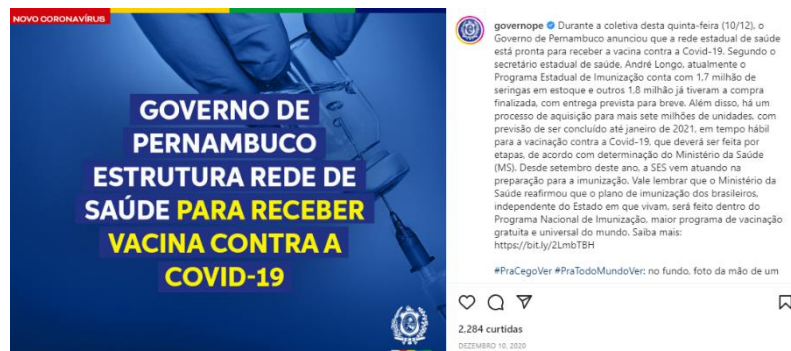 NOVO CORONAVÍRUS
GOVERNO DE
PERNAMBUCO
ESTRUTURA REDE DE
SAÚDE PARA RECEBER
VACINA CONTRA A
COVID-19
governope Durante a coletiva desta quinta-feira (10/12), o
Governo de Pernambuco anunciou que a rede estadual de saúde
está pronta para receber a vacina contra a Covid-19. Segundo o
secretário estadual de saúde, André Longo, atualmente o
Programa Estadual de Imunização conta com 1,7 milhão de
seringas em estoque e outros 1,8 milhão já tiveram a compra
finalizada, com entrega prevista para breve. Além disso, há um
processo de aquisição para mais sete milhões de unidades, com
previsão de ser concluído até janeiro de 2021, em tempo hábil
para a vacinação contra a Covid-19, que deverá ser feita por
etapas, de acordo com determinação do Ministério da Saúde
(MS). Desde setembro deste ano, a SES vem atuando na
preparação para a imunização. Vale lembrar que o Ministério da
Saúde reafirmou que o plano de imunização dos brasileiros,
independente do Estado em que vivam, será feito dentro do
Programa Nacional de Imunização, maior programa de vacinação
gratuita e universal do mundo. Saiba mais:
https://bit.ly/2LmbTBH
#PraCegoVer #PraTodoMundoVer: no fundo, foto da mão de um
2.284 curtidas
DEZEMBRO 10, 2020